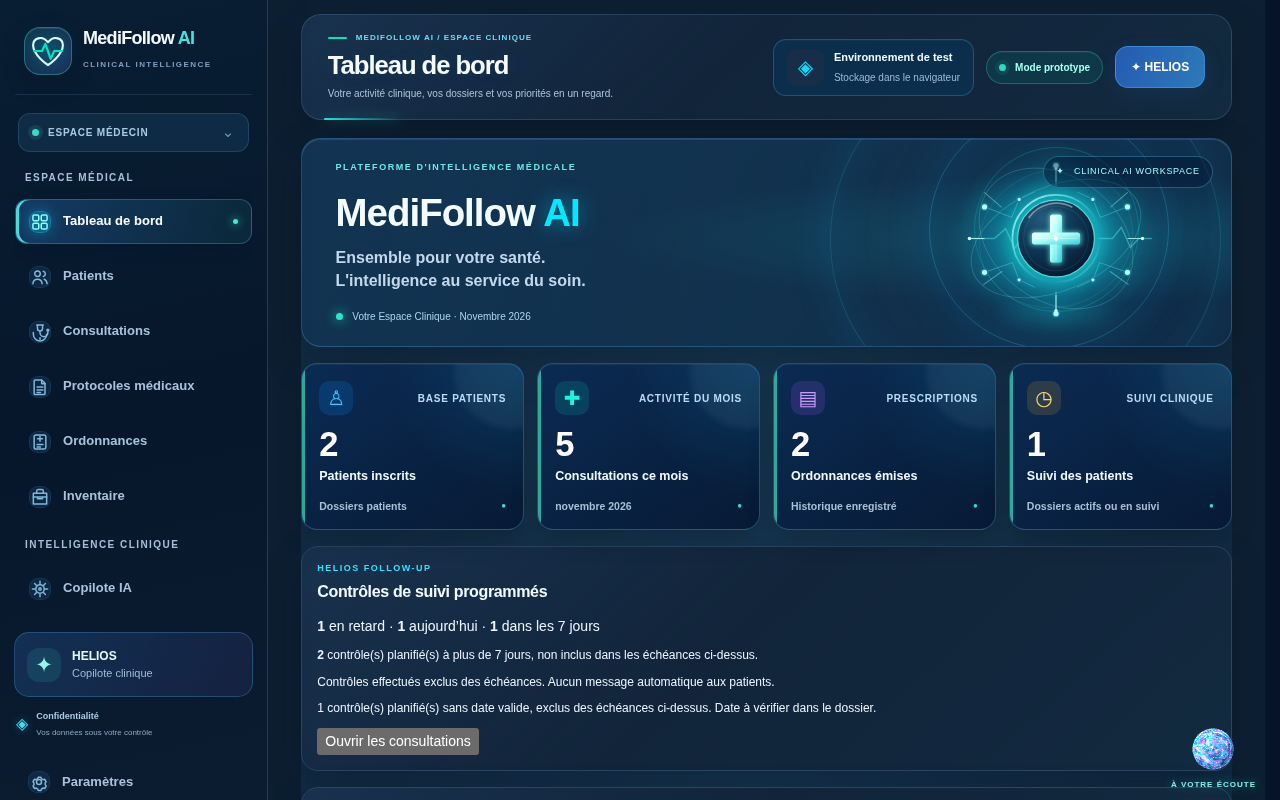 MediFollow AI
CLINICAL INTELLIGENCE
ESPACE MÉDECIN
ESPACE MÉDICAL
Tableau de bord
Patients
Consultations
Protocoles médicaux
Ordonnances
Inventaire
INTELLIGENCE CLINIQUE
Copilote IA
HELIOS
Copilote clinique
Confidentialité
Vos données sous votre contrôle
Paramètres
MEDIFOLLOW AI / ESPACE CLINIQUE
Tableau de bord
Votre activité clinique, vos dossiers et vos priorités en un regard.
Environnement de test
Stockage dans le navigateur
Mode prototype
✦ HELIOS
PLATEFORME D'INTELLIGENCE MÉDICALE
CLINICAL AI WORKSPACE
MediFollow AI
Ensemble pour votre santé.
L'intelligence au service du soin.
Votre Espace Clinique · Novembre 2026
BASE PATIENTS
2
Patients inscrits
Dossiers patients
ACTIVITÉ DU MOIS
5
Consultations ce mois
novembre 2026
PRESCRIPTIONS
2
Ordonnances émises
Historique enregistré
SUIVI CLINIQUE
1
Suivi des patients
Dossiers actifs ou en suivi
HELIOS FOLLOW-UP
Contrôles de suivi programmés
1 en retard · 1 aujourd'hui · 1 dans les 7 jours
2 contrôle(s) planifié(s) à plus de 7 jours, non inclus dans les échéances ci-dessus.
Contrôles effectués exclus des échéances. Aucun message automatique aux patients.
1 contrôle(s) planifié(s) sans date valide, exclus des échéances ci-dessus. Date à vérifier dans le dossier.
Ouvrir les consultations
À VOTRE ÉCOUTE